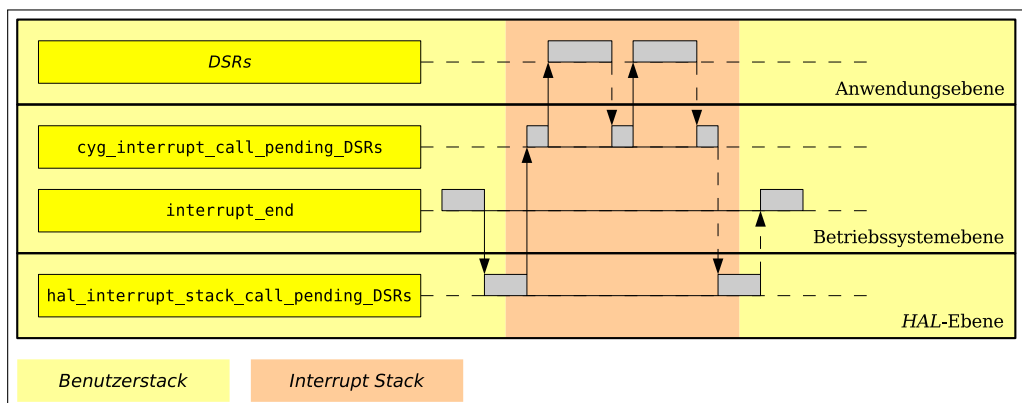 DSRs
Anwendungsebene
cyg_interrupt_call_pending_DSRs
interrupt_end
Betriebssystemebene
hal_interrupt_stack_call_pending_DSRs
HAL-Ebene
Benutzerstack
Interrupt Stack